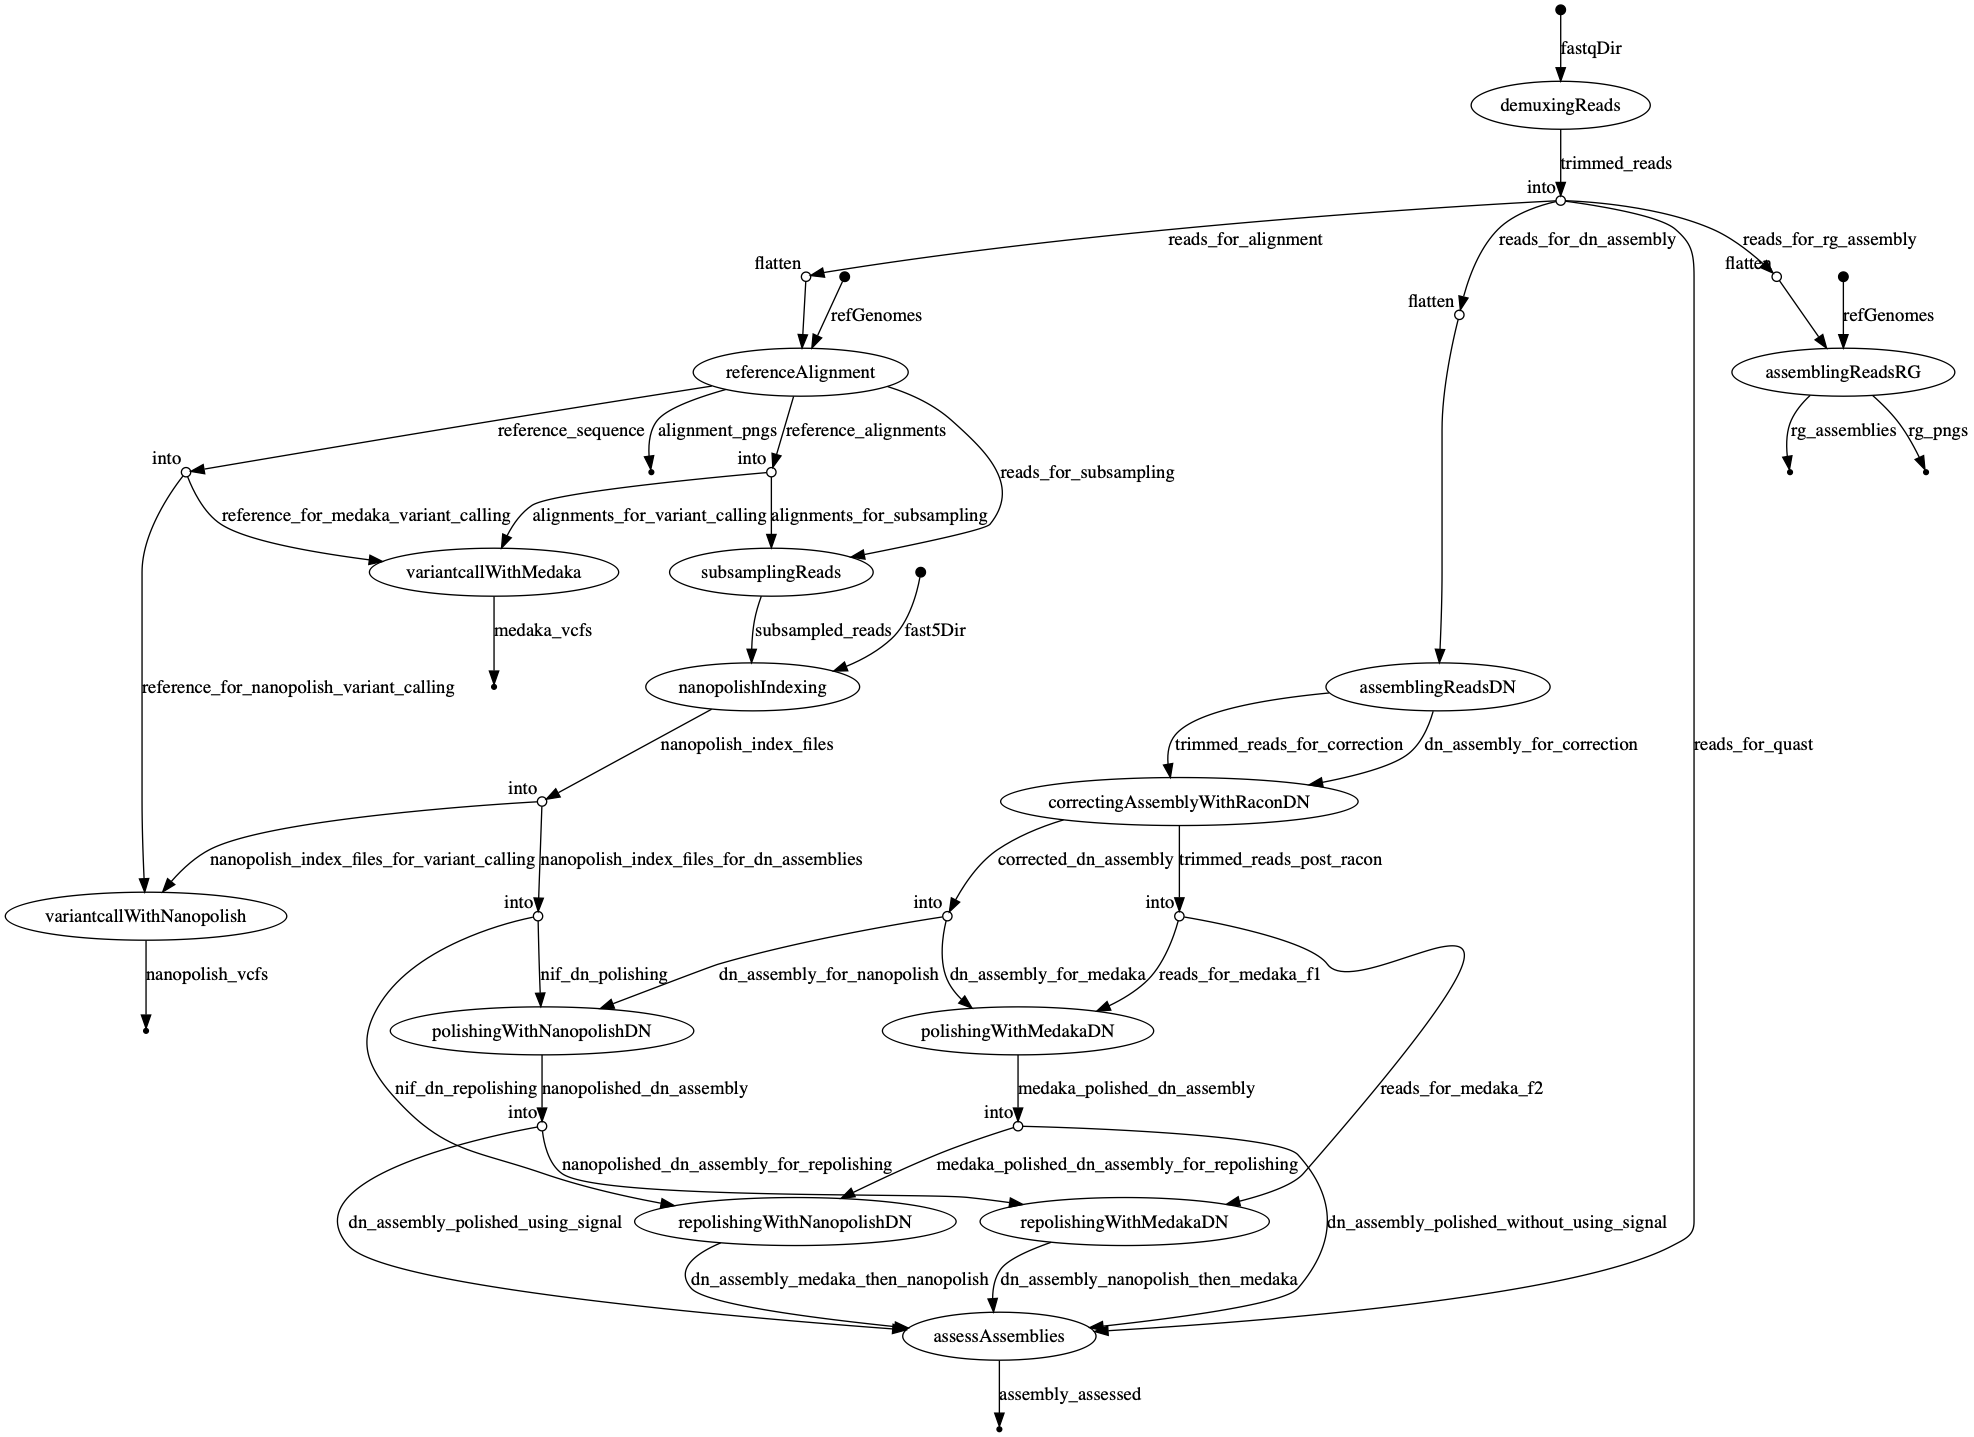 fastqDir
demuxingReads
trimmed_reads
into
reads_for_alignment
reads_for_dn_assembly
reads_for_rg_assembly
flatten
flatten
flatten
refGenomes
refGenomes
referenceAlignment
assemblingReadsRG
reference_sequence
alignment_pngs
reference_alignments
rg_assemblies
rg_pngs
into
into
reads_for_subsampling
reference_for_medaka_variant_calling
alignments_for_variant_calling
alignments_for_subsampling
variantcallWithMedaka
subsamplingReads
medaka_vcfs
subsampled_reads
fast5Dir
reference_for_nanopolish_variant_calling
nanopolishIndexing
assemblingReadsDN
nanopolish_index_files
trimmed_reads_for_correction
dn_assembly_for_correction
reads_for_quast
into
correctingAssemblyWithRaconDN
nanopolish_index_files_for_variant_calling
nanopolish_index_files_for_dn_assemblies
corrected_dn_assembly
trimmed_reads_post_racon
into
into
into
variantcallWithNanopolish
nanopolish_vcfs
nif_dn_polishing
dn_assembly_for_nanopolish
dn_assembly_for_medaka
reads_for_medaka_f1
polishingWithNanopolishDN
polishingWithMedakaDN
nif_dn_repolishing
nanopolished_dn_assembly
medaka_polished_dn_assembly
reads_for_medaka_f2
into
into
nanopolished_dn_assembly_for_repolishing
medaka_polished_dn_assembly_for_repolishing
dn_assembly_polished_using_signal
repolishingWithNanopolishDN
repolishingWithMedakaDN
dn_assembly_polished_without_using_signal
dn_assembly_medaka_then_nanopolish
dn_assembly_nanopolish_then_medaka
assessAssemblies
assembly_assessed